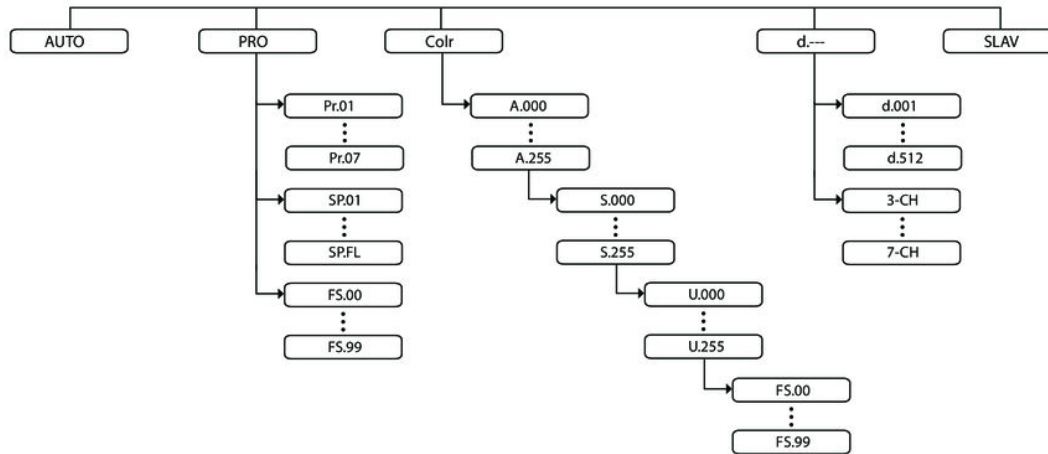 AUTO PRO Colr d.--- SLAV
Pr.01 A.000 d.001
Pr.07 A.255 d.512
SP.01 S.000 3-CH
SP.FL S.255 7-CH
FS.00 U.000
FS.99 U.255
FS.00
FS.99